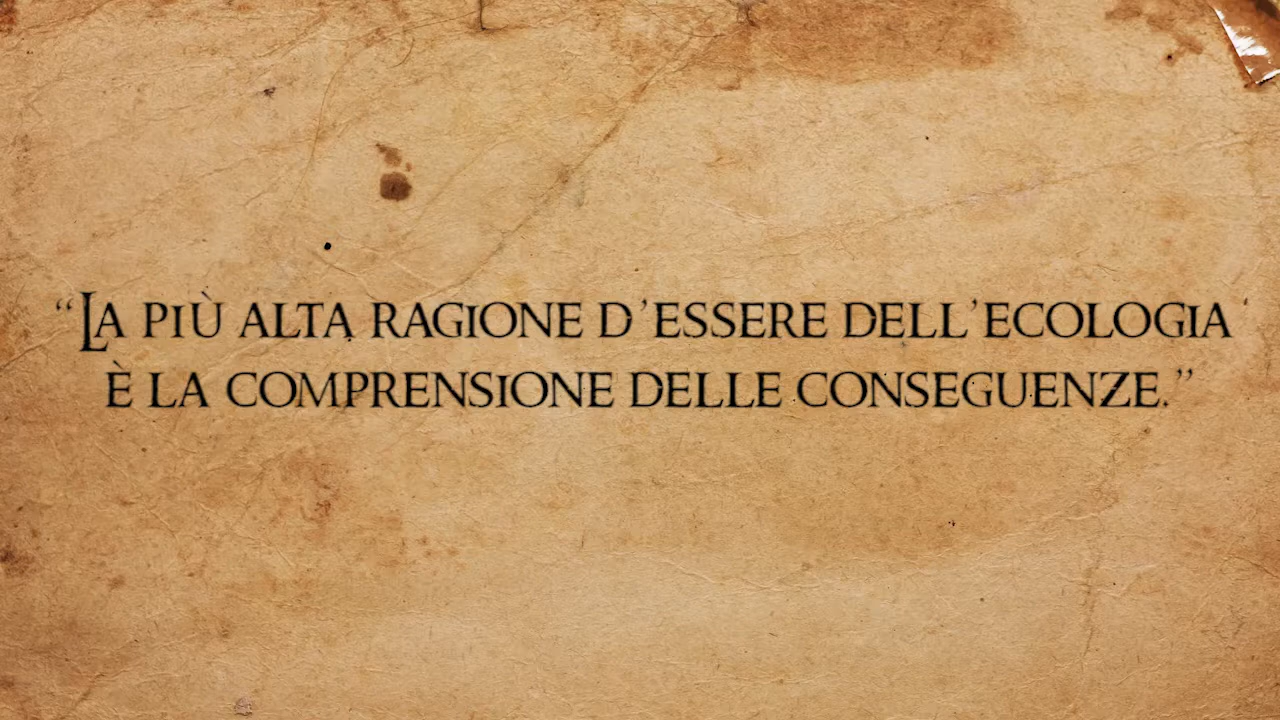 “La più alta ragione d’essere dell’ecologia
è la comprensione delle conseguenze.”